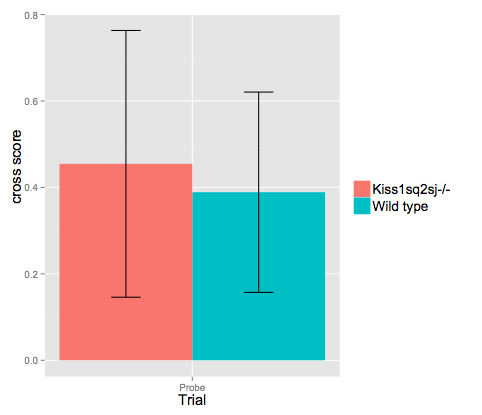 0.8
0.6
0.4
0.2
0.0
cross score
Probe
Trial
Kiss1sq2sj-/-
Wild type